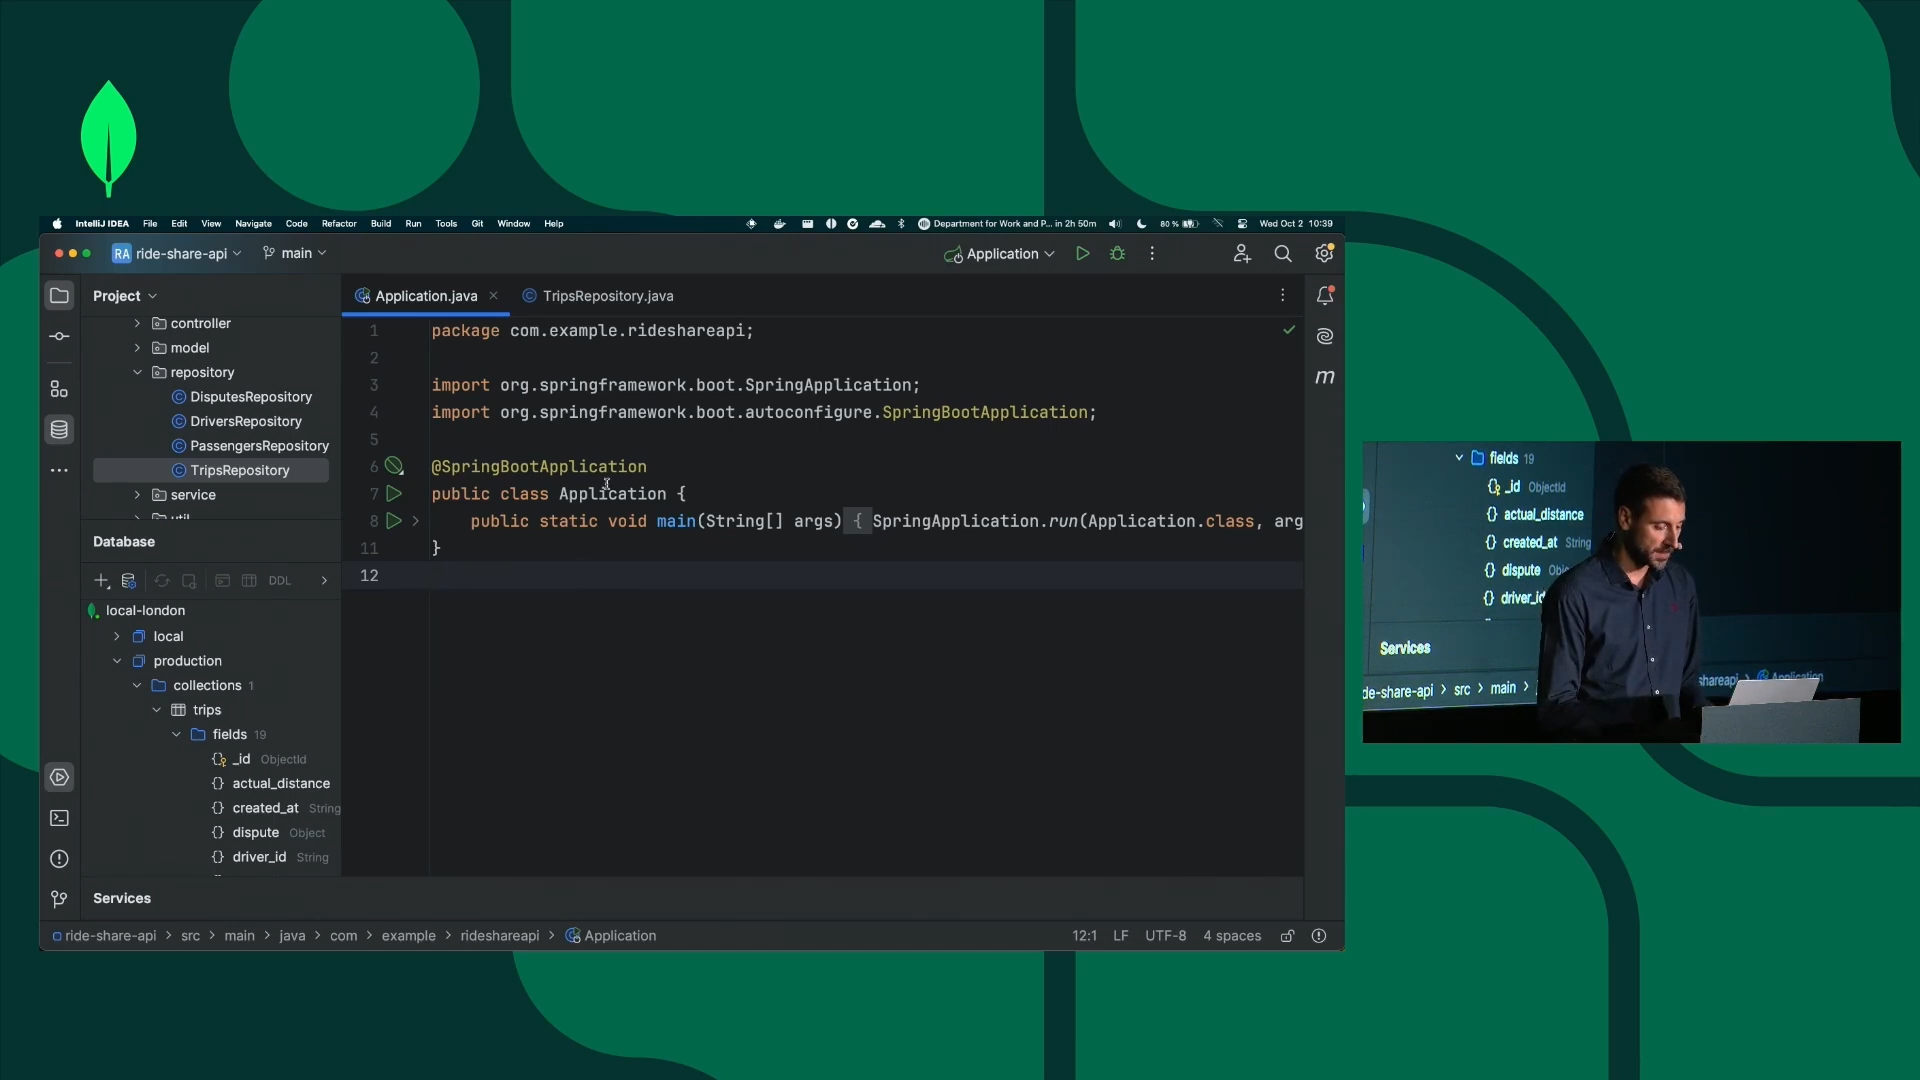 IntelliJ IDEA File Edit View Navigate Code Refactor Build Run Tools Git Window Help Department for Work and P... in 2h 50m 80 % Wed Oct 2 10:39
RA ride-share-api main Application
Project
controller
model
repository
DisputesRepository
DriversRepository
PassengersRepository
TripsRepository
service
Database
DDL
local-london
local
production
collections 1
trips
fields 19
_id ObjectId
actual_distance
created_at String
dispute Object
driver_id String
Application.java TripsRepository.java
1 package com.example.rideshareapi;
2
3 import org.springframework.boot.SpringApplication;
4 import org.springframework.boot.autoconfigure.SpringBootApplication;
5
6 @SpringBootApplication
7 public class Application {
8 public static void main(String[] args) { SpringApplication.run(Application.class, arg
11 }
12
m
Services
ride-share-api > src > main > java > com > example > rideshareapi > Application 12:1 LF UTF-8 4 spaces
fields 19
_id ObjectId
actual_distance
created_at String
dispute
Services
de-share-api > src > main >
shareapi > Application